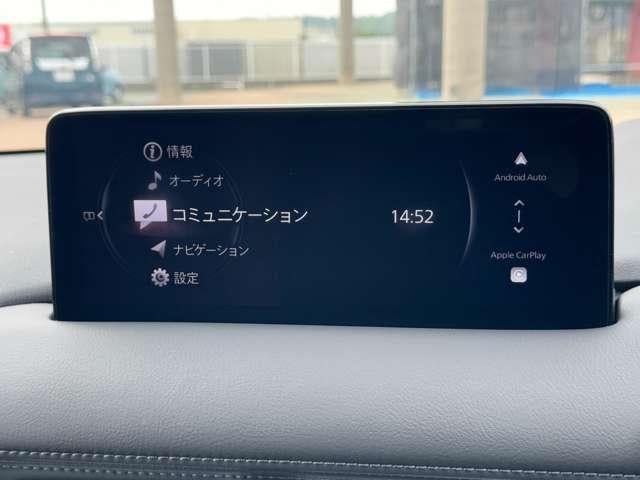 情報
オーディオ
コミュニケーション
ナビゲーション
設定
14:52
Android Auto
Apple CarPlay